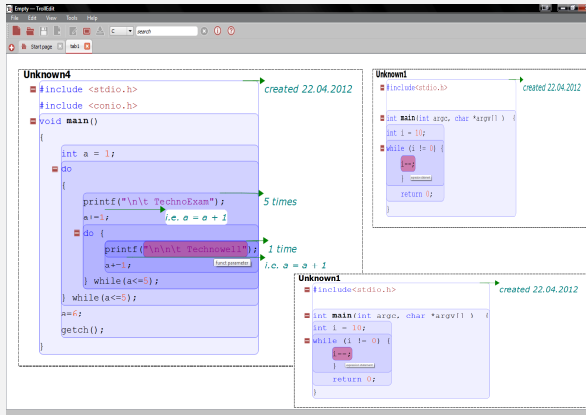 Empty — TrollEdit
File Edit View Tools Help
C search
Start page tab1
Unknown4
#include <stdio.h>
created 22.04.2012
#include <conio.h>
void main()
{
int a = 1;
do
{
printf("\n\t TechnoExam");
5 times
a+=1;
i.e. a = a + 1
do {
printf("\n\n\t Technowell");
1 time
funct parameter
a+=1;
i.e. a = a + 1
} while(a<=5);
} while(a<=5);
a=6;
getch();
}
Unknown1
#include<stdio.h>
created 22.04.2012
int main(int argc, char *argv[] ) {
int i = 10;
while (i != 0) {
i--;
}
return 0;
}
Unknown1
#include<stdio.h>
created 22.04.2012
int main(int argc, char *argv[] ) {
int i = 10;
while (i != 0) {
i--;
}
return 0;
}